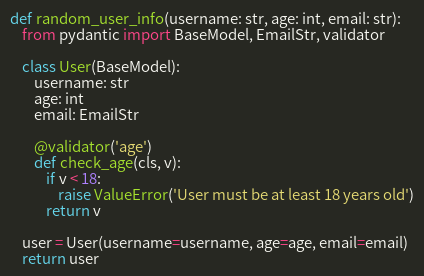 def random_user_info(username: str, age: int, email: str):
    from pydantic import BaseModel, EmailStr, validator

    class User(BaseModel):
        username: str
        age: int
        email: EmailStr

        @validator('age')
        def check_age(cls, v):
            if v < 18:
                raise ValueError('User must be at least 18 years old')
            return v

    user = User(username=username, age=age, email=email)
    return user